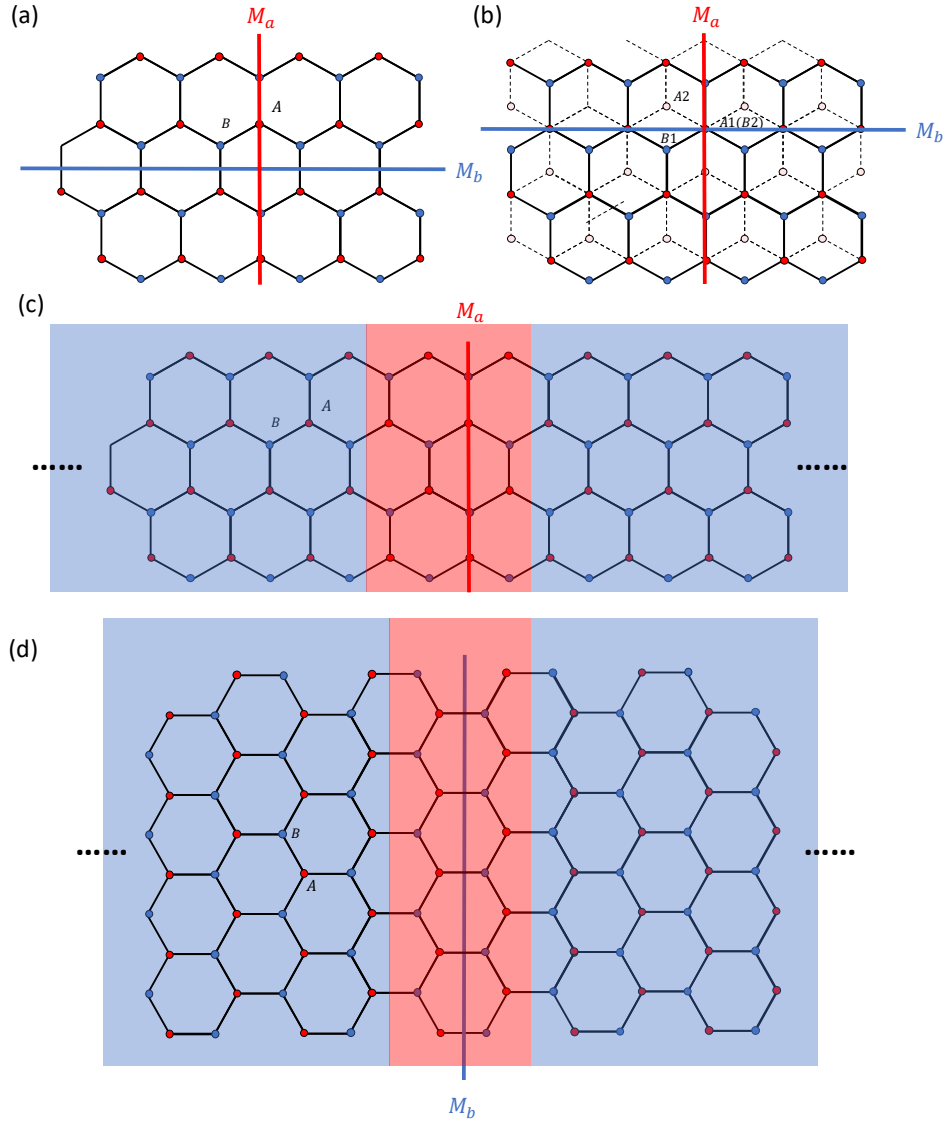 (a)
M_a
A
B
M_b
(b)
M_a
A2
A1(B2)
B1
M_b
(c)
M_a
A
B
......
......
(d)
B
A
......
......
M_b